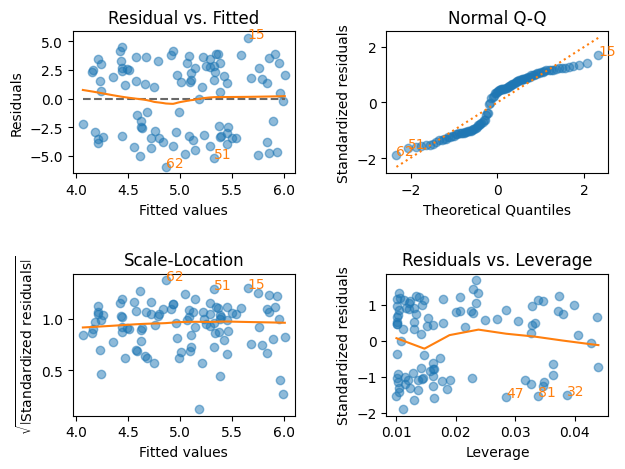 Residual vs. Fitted
Residuals
5.0
2.5
0.0
−2.5
−5.0
15
62
51
4.0 4.5 5.0 5.5 6.0
Fitted values
Normal Q-Q
Standardized residuals
2
0
−2
15
51
62
−2 0 2
Theoretical Quantiles
Scale-Location
√|Standardized residuals|
1.0
0.5
62
51
15
4.0 4.5 5.0 5.5 6.0
Fitted values
Residuals vs. Leverage
Standardized residuals
1
0
−1
−2
47
32
0.01 0.02 0.03 0.04
Leverage